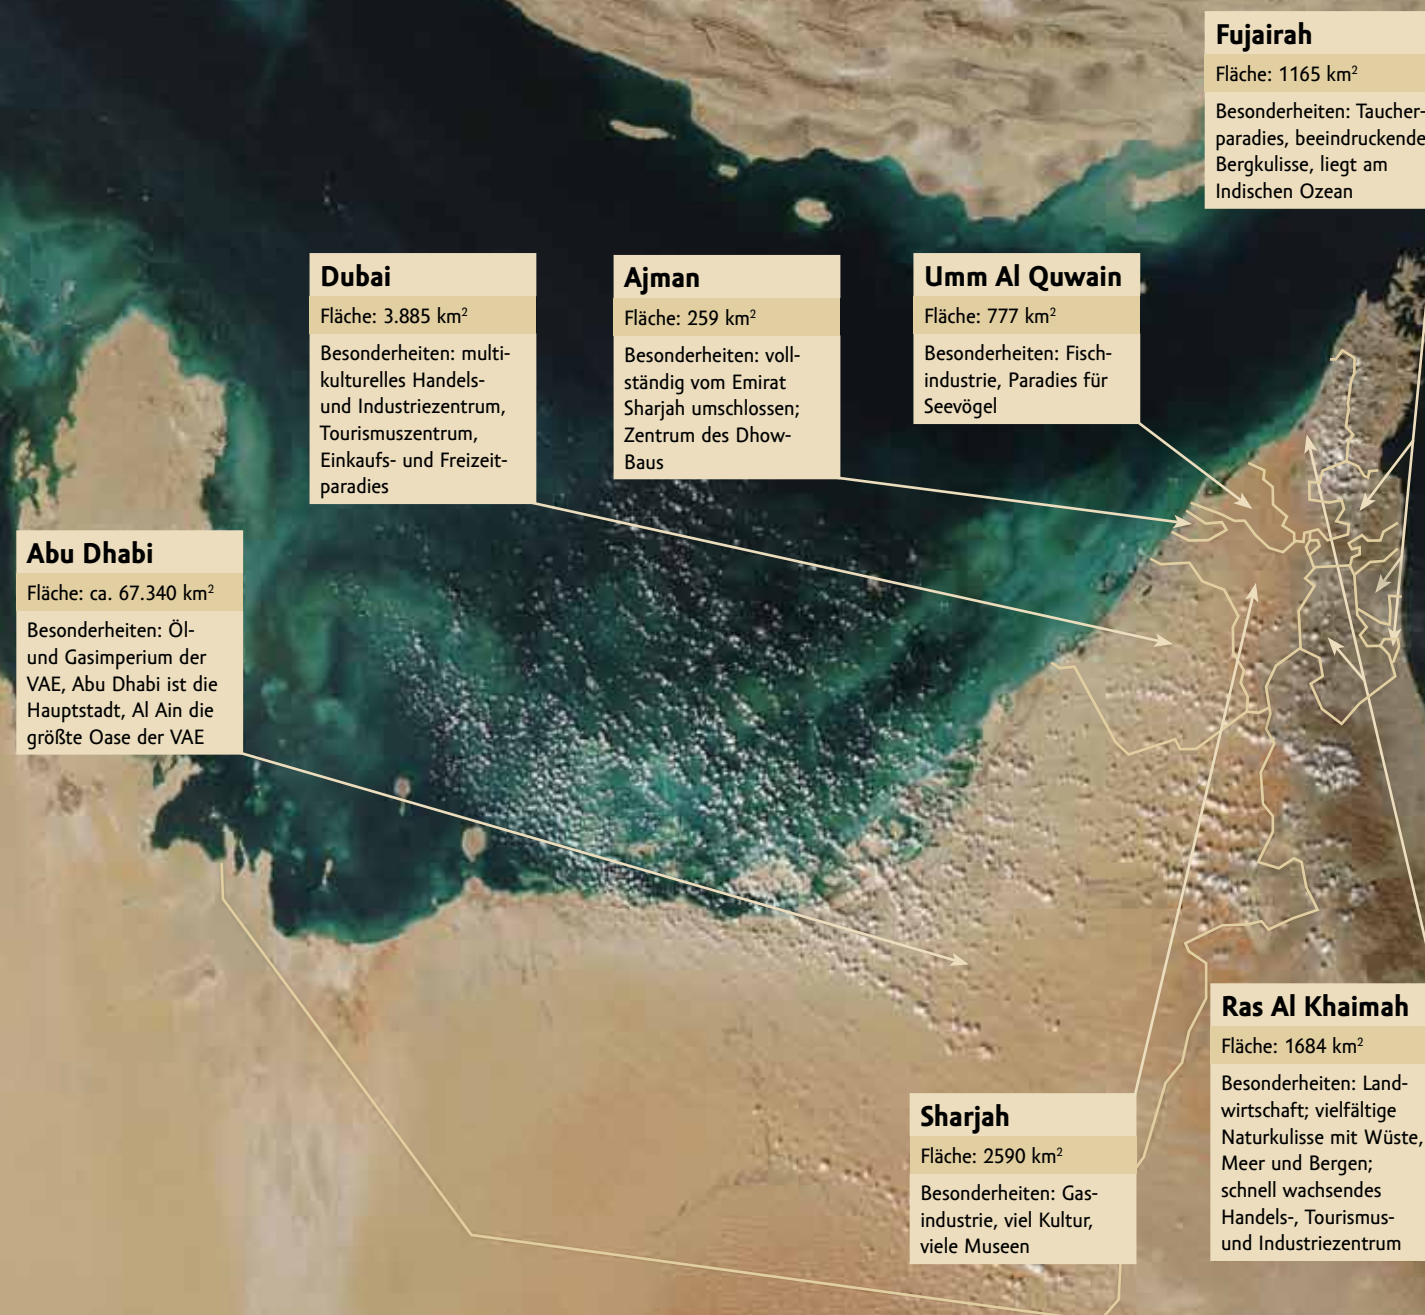 Fujairah
Fläche: 1165 km²
Besonderheiten: Taucher-
paradies, beeindruckende
Bergkulisse, liegt am
Indischen Ozean
Dubai
Fläche: 3.885 km²
Besonderheiten: multi-
kulturelles Handels-
und Industriezentrum,
Tourismuszentrum,
Einkaufs- und Freizeit-
paradies
Ajman
Fläche: 259 km²
Besonderheiten: voll-
ständig vom Emirat
Sharjah umschlossen;
Zentrum des Dhow-
Baus
Umm Al Quwain
Fläche: 777 km²
Besonderheiten: Fisch-
industrie, Paradies für
Seevögel
Abu Dhabi
Fläche: ca. 67.340 km²
Besonderheiten: Öl-
und Gasimperium der
VAE, Abu Dhabi ist die
Hauptstadt, Al Ain die
größte Oase der VAE
Sharjah
Fläche: 2590 km²
Besonderheiten: Gas-
industrie, viel Kultur,
viele Museen
Ras Al Khaimah
Fläche: 1684 km²
Besonderheiten: Land-
wirtschaft; vielfältige
Naturkulisse mit Wüste,
Meer und Bergen;
schnell wachsendes
Handels-, Tourismus-
und Industriezentrum